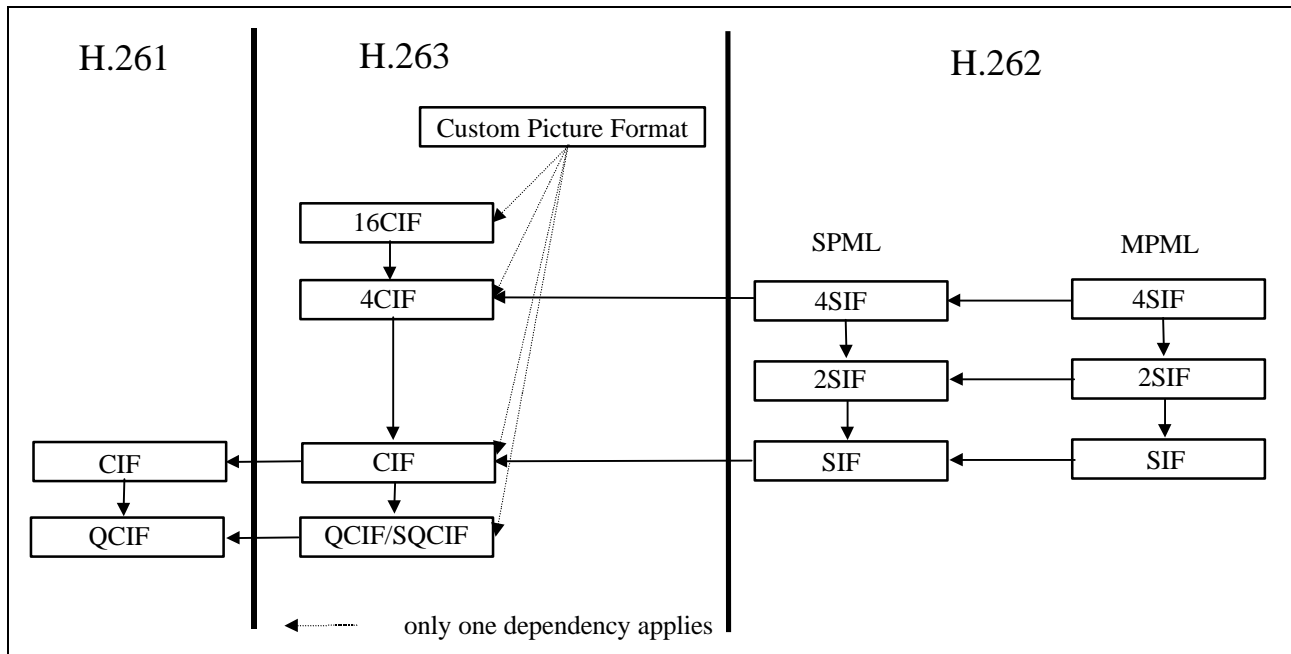 H.261
H.263
H.262
Custom Picture Format
16CIF
SPML
MPML
4CIF
4SIF
4SIF
2SIF
2SIF
CIF
CIF
SIF
SIF
QCIF
QCIF/SQCIF
only one dependency applies